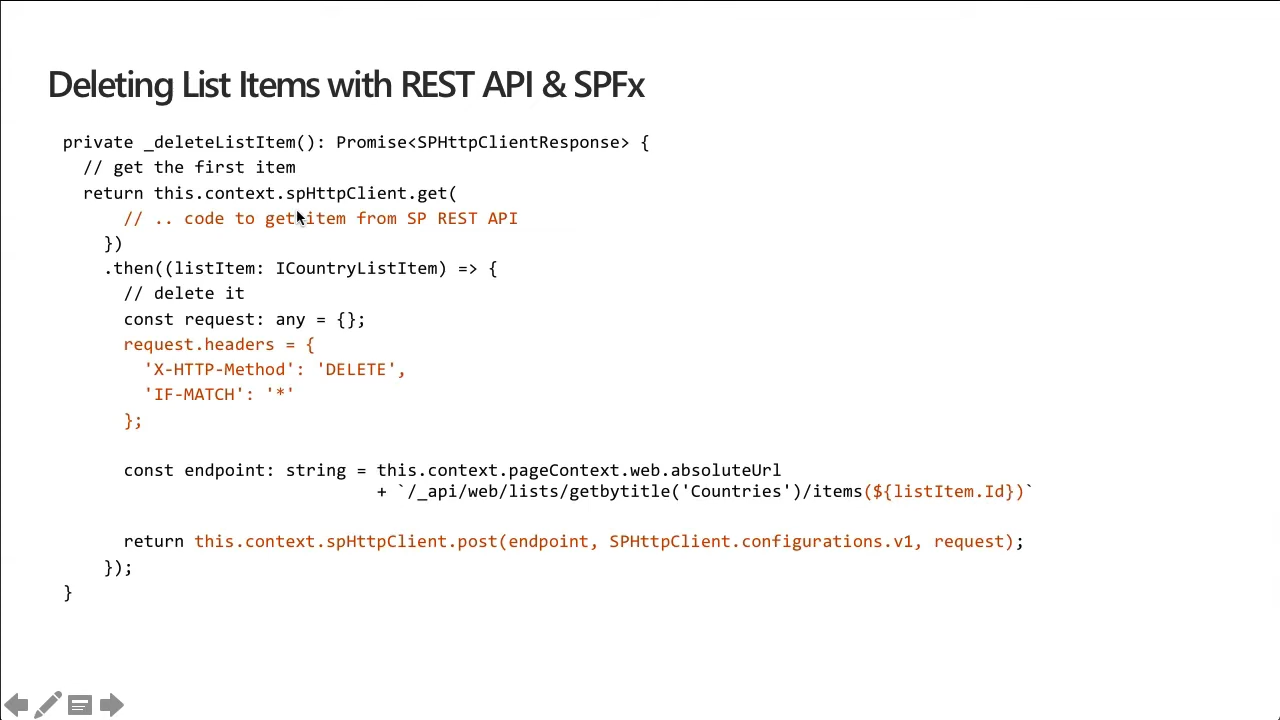 Deleting List Items with REST API & SPFx
private _deleteListItem(): Promise<SPHttpClientResponse> {
// get the first item
return this.context.spHttpClient.get(
// .. code to get item from SP REST API
})
.then((listItem: ICountryListItem) => {
// delete it
const request: any = {};
request.headers = {
'X-HTTP-Method': 'DELETE',
'IF-MATCH': '*'
};
const endpoint: string = this.context.pageContext.web.absoluteUrl
+ `/_api/web/lists/getbytitle('Countries')/items(${listItem.Id})`
return this.context.spHttpClient.post(endpoint, SPHttpClient.configurations.v1, request);
});
}